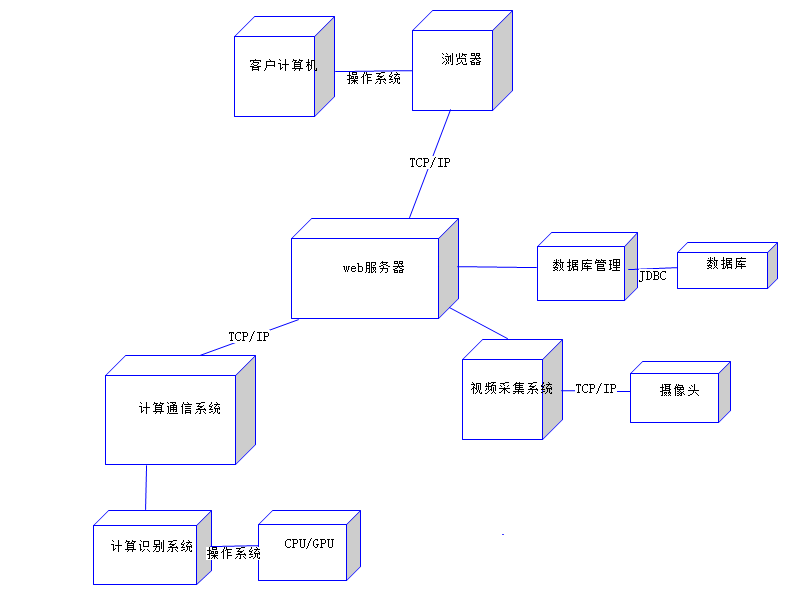 客户计算机
操作系统
浏览器
TCP/IP
web服务器
数据库管理
JDBC
数据库
TCP/IP
计算通信系统
视频采集系统
TCP/IP
摄像头
计算识别系统
操作系统
CPU/GPU